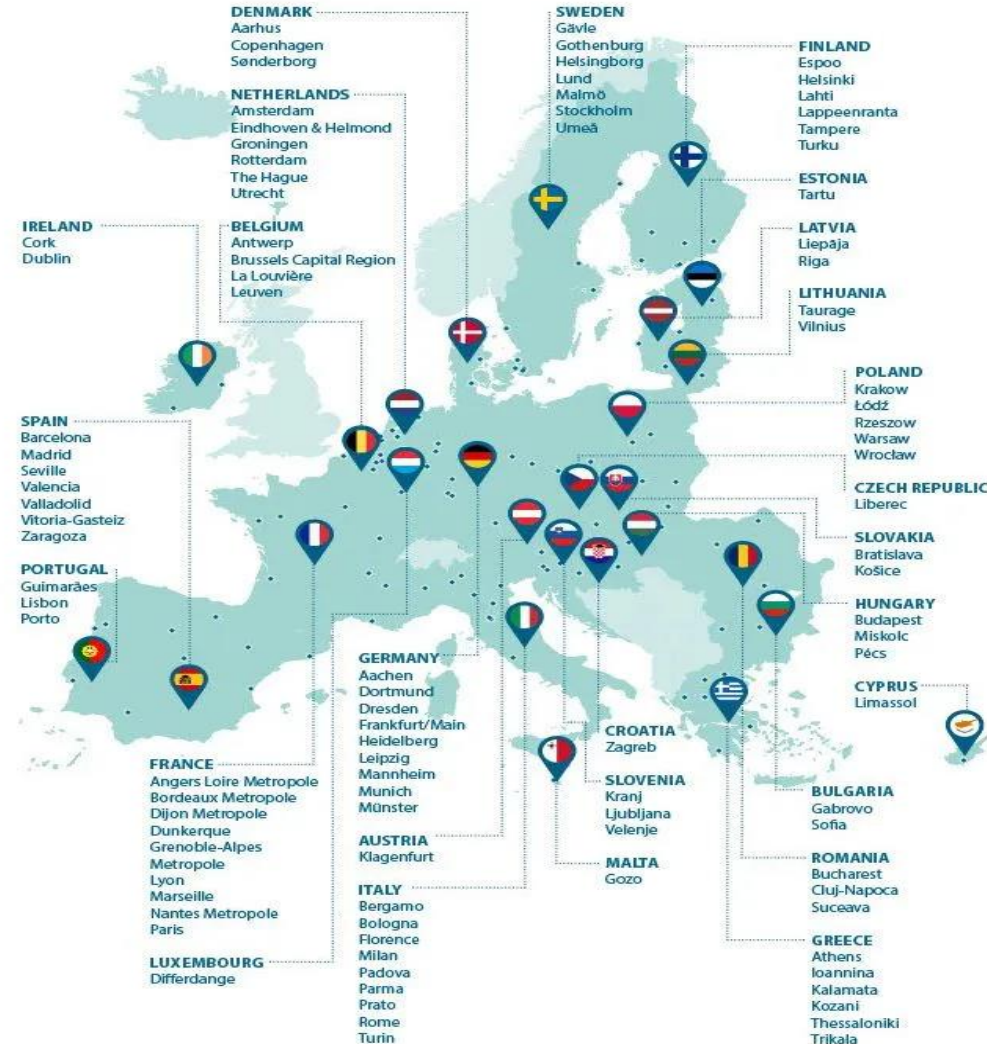 DENMARK
Aarhus
Copenhagen
Sønderborg
SWEDEN
Gävle
Gothenburg
Helsingborg
Lund
Malmö
Stockholm
Umeå
FINLAND
Espoo
Helsinki
Lahti
Lappeenranta
Tampere
Turku
NETHERLANDS
Amsterdam
Eindhoven & Helmond
Groningen
Rotterdam
The Hague
Utrecht
ESTONIA
Tartu
IRELAND
Cork
Dublin
BELGIUM
Antwerp
Brussels Capital Region
La Louvière
Leuven
LATVIA
Liepāja
Riga
LITHUANIA
Taurage
Vilnius
POLAND
Krakow
Łódź
Rzeszow
Warsaw
Wrocław
SPAIN
Barcelona
Madrid
Seville
Valencia
Valladolid
Vitoria-Gasteiz
Zaragoza
CZECH REPUBLIC
Liberec
SLOVAKIA
Bratislava
Košice
PORTUGAL
Guimarães
Lisbon
Porto
HUNGARY
Budapest
Miskolc
Pécs
GERMANY
Aachen
Dortmund
Dresden
Frankfurt/Main
Heidelberg
Leipzig
Mannheim
Munich
Münster
CYPRUS
Limassol
CROATIA
Zagreb
FRANCE
Angers Loire Metropole
Bordeaux Metropole
Dijon Metropole
Dunkerque
Grenoble-Alpes
Metropole
Lyon
Marseille
Nantes Metropole
Paris
SLOVENIA
Kranj
Ljubljana
Velenje
BULGARIA
Gabrovo
Sofia
AUSTRIA
Klagenfurt
MALTA
Gozo
ROMANIA
Bucharest
Cluj-Napoca
Suceava
ITALY
Bergamo
Bologna
Florence
Milan
Padova
Parma
Prato
Rome
Turin
LUXEMBOURG
Differdange
GREECE
Athens
Ioannina
Kalamata
Kozani
Thessaloniki
Trikala